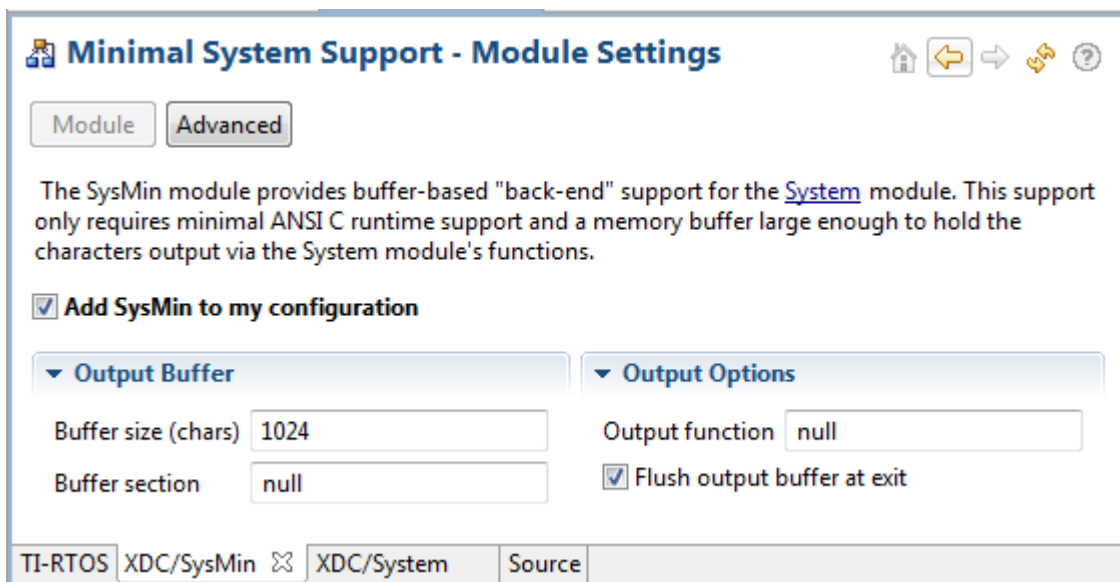 Minimal System Support - Module Settings
Module Advanced
The SysMin module provides buffer-based "back-end" support for the System module. This support
only requires minimal ANSI C runtime support and a memory buffer large enough to hold the
characters output via the System module's functions.
Add SysMin to my configuration
Output Buffer
Buffer size (chars) 1024
Buffer section null
Output Options
Output function null
Flush output buffer at exit
TI-RTOS XDC/SysMin XDC/System Source